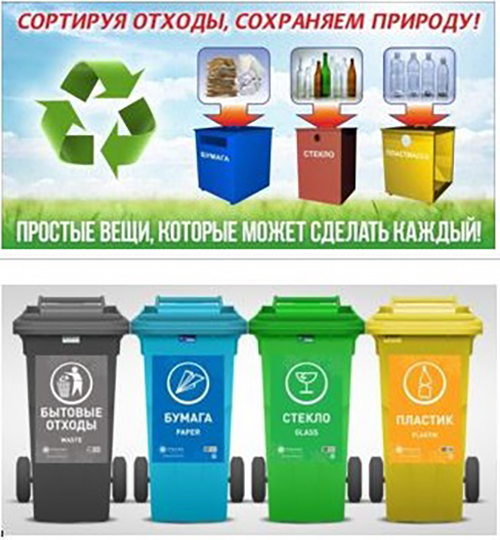 СОРТИРУЯ ОТХОДЫ, СОХРАНЯЕМ ПРИРОДУ!
БУМАГА
СТЕКЛО
ПЛАСТМАССА
ПРОСТЫЕ ВЕЩИ, КОТОРЫЕ МОЖЕТ СДЕЛАТЬ КАЖДЫЙ!
БЫТОВЫЕ
ОТХОДЫ
WASTE
БУМАГА
PAPER
СТЕКЛО
GLASS
ПЛАСТИК
PLASTIC